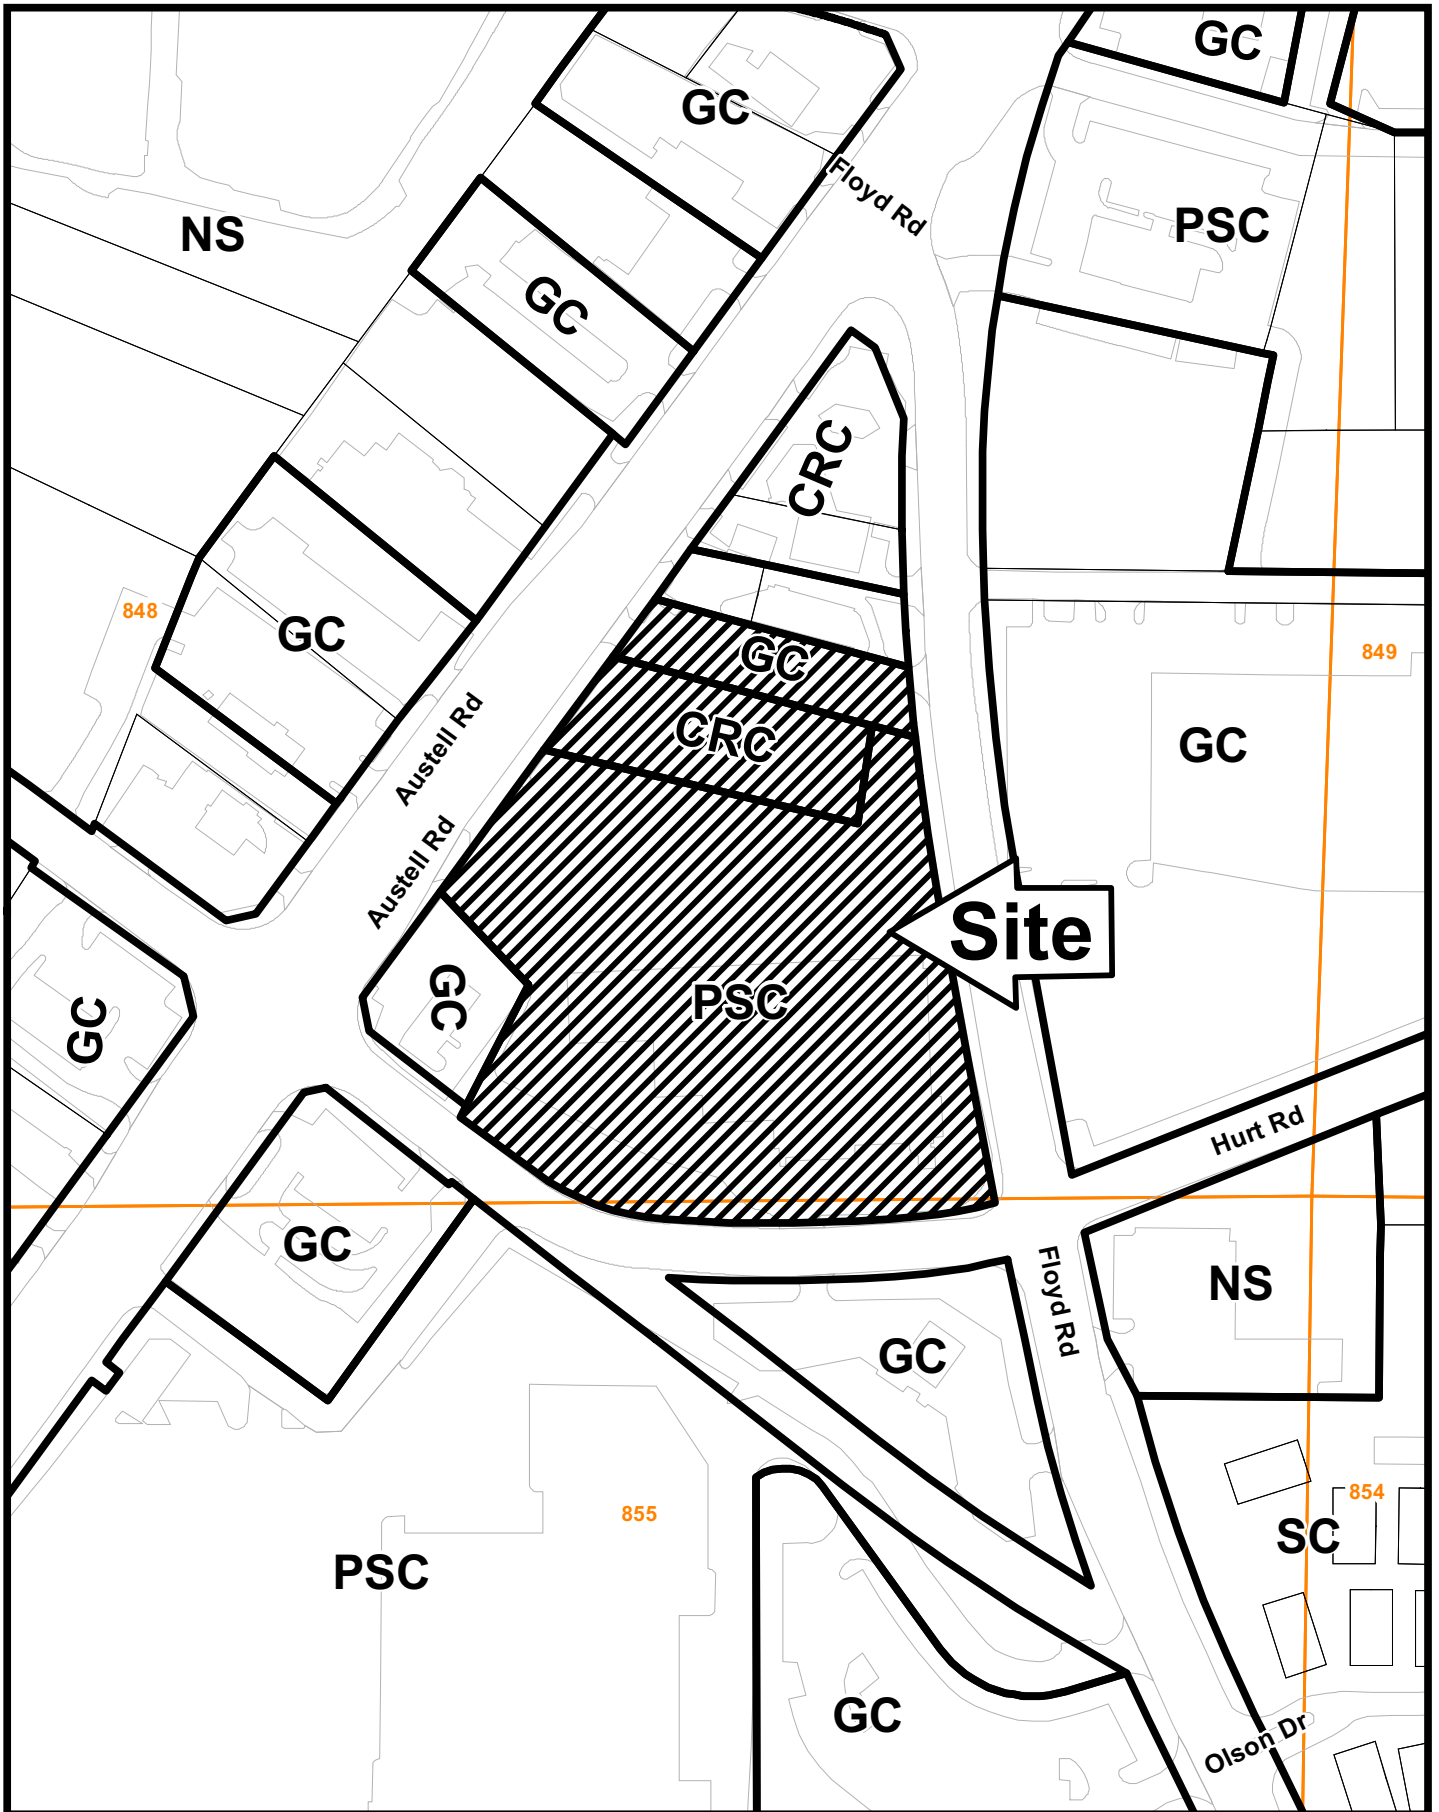 GC
GC
Floyd Rd
NS
PSC
GC
CRC
848
GC
GC
849
CRC
Austell Rd
GC
Austell Rd
Site
GC
GC
PSC
Hurt Rd
GC
NS
Floyd Rd
GC
854
855
SC
PSC
GC
Olson Dr